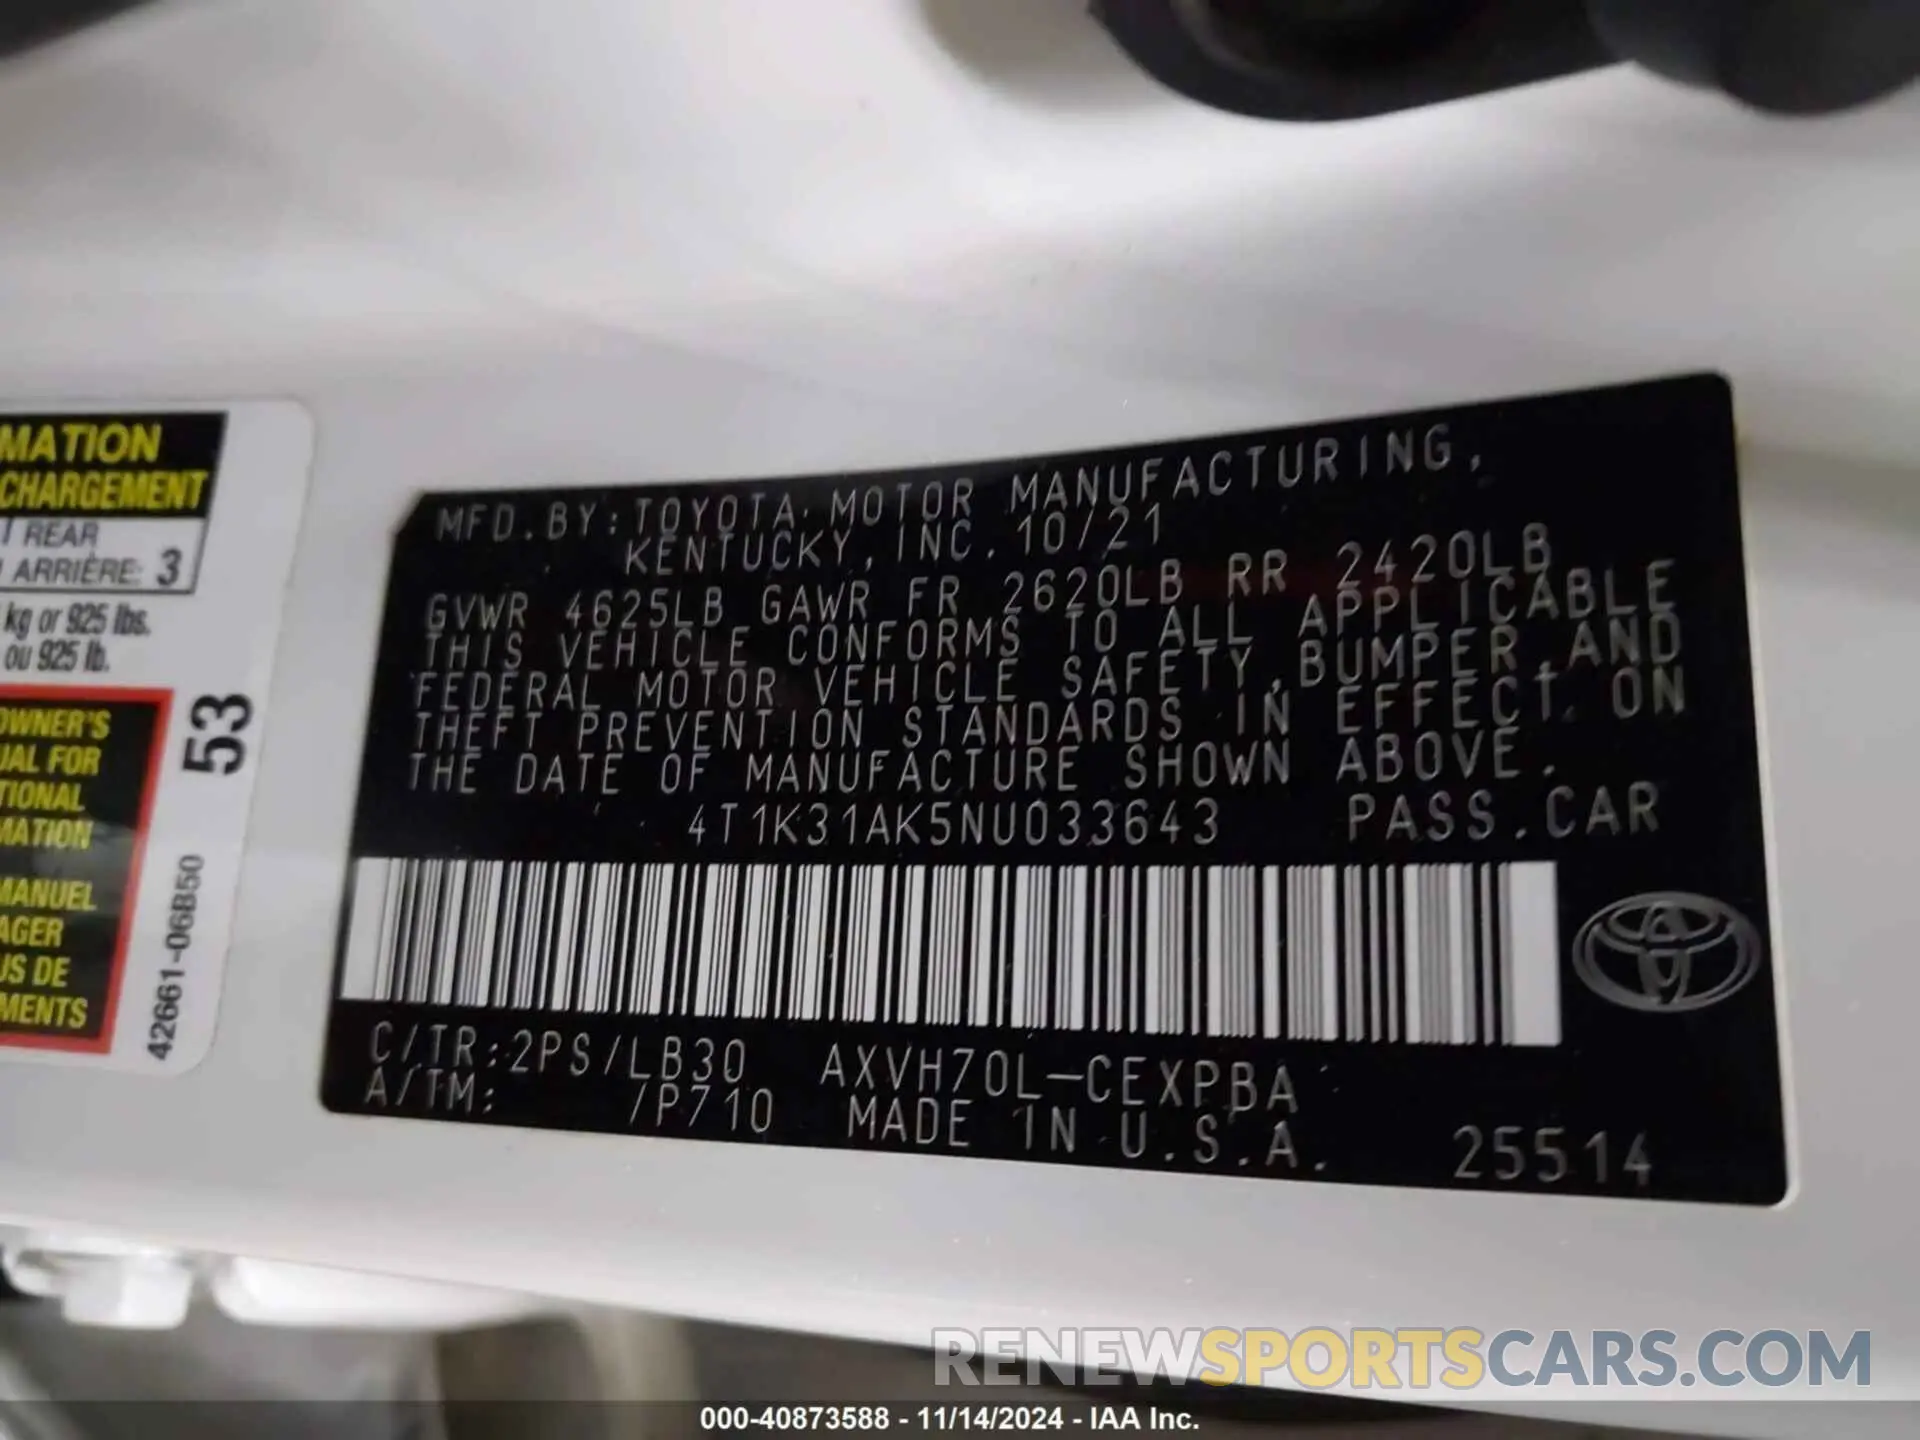 MATION
CHARGEMENT
REAR
ARRIÈRE: 3
kg or 925 lbs.
ou 925 lb.
OWNER'S
UAL FOR
TIONAL
MATION
MANUEL
AGER
US DE
MENTS
53
42661-06B50
MFD. BY: TOYOTA MOTOR MANUFACTURING,
KENTUCKY, INC. 10/21
GVWR 4625LB GAWR FR 2620LB RR 2420LB
THIS VEHICLE CONFORMS TO ALL APPLICABLE
FEDERAL MOTOR VEHICLE SAFETY, BUMPER, AND
THEFT PREVENTION STANDARDS IN EFFECT ON
THE DATE OF MANUFACTURE SHOWN ABOVE.
4T1K31AK5NU033643 PASS. CAR
C/TR: 2PS/LB30 AXVH70L-CEXPBA
A/TM: /P710 MADE IN U.S.A.
25514
RENEWSPORTSCARS.COM
000-40873588 - 11/14/2024 - IAA Inc.